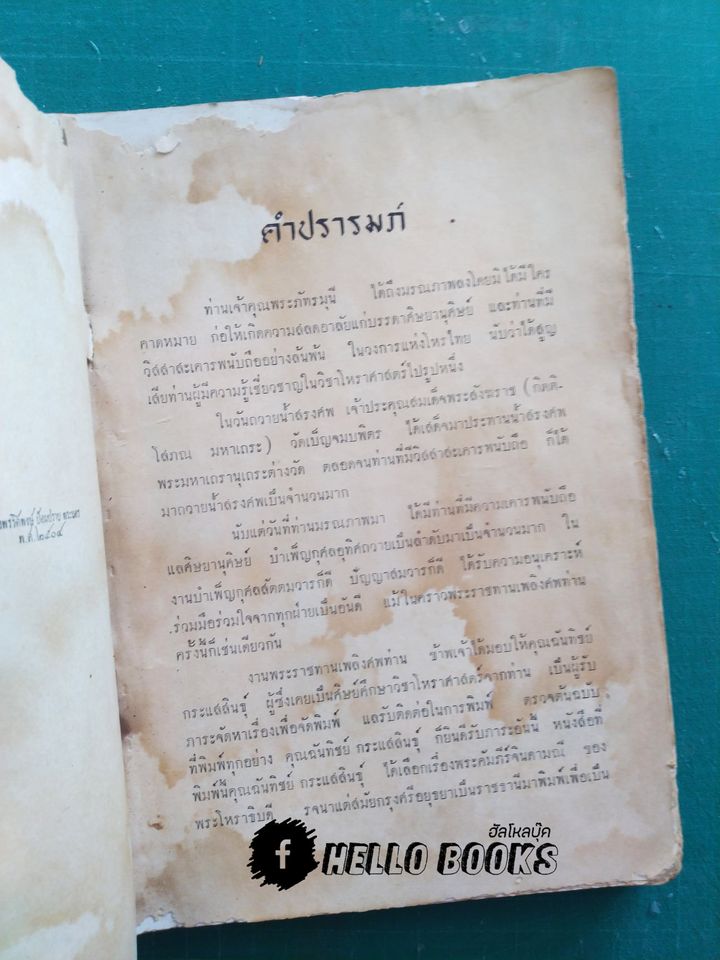 คำปรารมภ์
ท่านเจ้าคุณพระภัทรมุนี ได้ถึงมรณภาพลงโดยมิได้มีใคร
คาดหมาย ก่อให้เกิดความสลดอาลัยแก่บรรดาศิษยานุศิษย์ และท่านที่มี
วิสสาสะเคารพนับถืออย่างล้นพ้น ในวงการแห่งโหรไทย นับว่าได้สูญ
เสียท่านผู้มีความรู้เชี่ยวชาญในวิชาโหราศาสตร์ไปรูปหนึ่ง
ในวันถวายน้ำสรงศพ เจ้าประคุณสมเด็จพระสังฆราช (กิตติ-
โสภณ มหาเถระ) วัดเบ็ญจมบพิตร ได้เสด็จมาประทานน้ำสรงศพ
พระมหาเถรานุเถระต่างวัด ตลอดจนท่านที่มีวิสสาสะเคารพนับถือ ก็ได้
มาถวายน้ำสรงศพเป็นจำนวนมาก
นับแต่วันที่ท่านมรณภาพมา ได้มีท่านที่มีความเคารพนับถือ
แลศิษยานุศิษย์ บำเพ็ญกุศลอุทิศถวายเป็นลำดับมาเป็นจำนวนมาก ใน
งานบำเพ็ญกุศลสัตตมวารก็ดี ปัญญาสมวารก็ดี ได้รับความอนุเคราะห์
ร่วมมือร่วมใจจากทุกฝ่ายเป็นอันดี แม้ในคราวพระราชทานเพลิงศพท่าน
ครั้งนี้ก็เช่นเดียวกัน
งานพระราชทานเพลิงศพท่าน ข้าพเจ้าได้มอบให้คุณฉันทิชย์
กระแสสินธุ์ ผู้ซึ่งเคยเป็นศิษย์ศึกษาวิชาโหราศาสตร์จากท่าน เป็นผู้รับ
ภาระจัดหาเรื่องเพื่อจัดพิมพ์ แลรับติดต่อในการพิมพ์ ตรวจต้นฉบับ
ที่พิมพ์ทุกอย่าง คุณฉันทิชย์ กระแสสินธุ์ ก็ยินดีรับภาระอันนี้ หนังสือที่
พิมพ์นี้คุณฉันทิชย์ กระแสสินธุ์ ได้เลือกเรื่องพระคัมภีร์จินดามณี ของ
พระโหราธิบดี รจนาแต่สมัยกรุงศรีอยุธยาเป็นราชธานีมาพิมพ์เพื่อเป็น
พ.ศ. ๒๕๐๔
ฮัลโหลบุ๊ค
f HELLO BOOKS